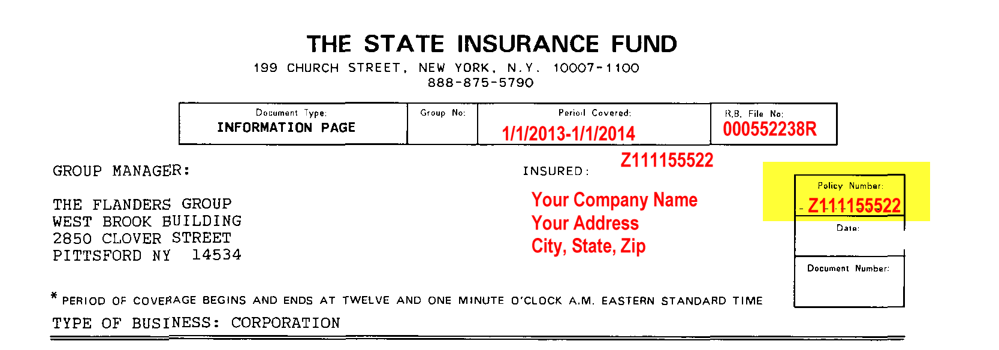 THE STATE INSURANCE FUND
199 CHURCH STREET, NEW YORK, N.Y. 10007-1100
888-875-5790
Document Type:
INFORMATION PAGE
Group No:
Period Covered:
1/1/2013-1/1/2014
R.B. File No:
000552238R
GROUP MANAGER:
THE FLANDERS GROUP
WEST BROOK BUILDING
2850 CLOVER STREET
PITTSFORD NY 14534
INSURED:
Z111155522
Your Company Name
Your Address
City, State, Zip
Policy Number:
Z111155522
Date:
Document Number:
* PERIOD OF COVERAGE BEGINS AND ENDS AT TWELVE AND ONE MINUTE O'CLOCK A.M. EASTERN STANDARD TIME
TYPE OF BUSINESS: CORPORATION